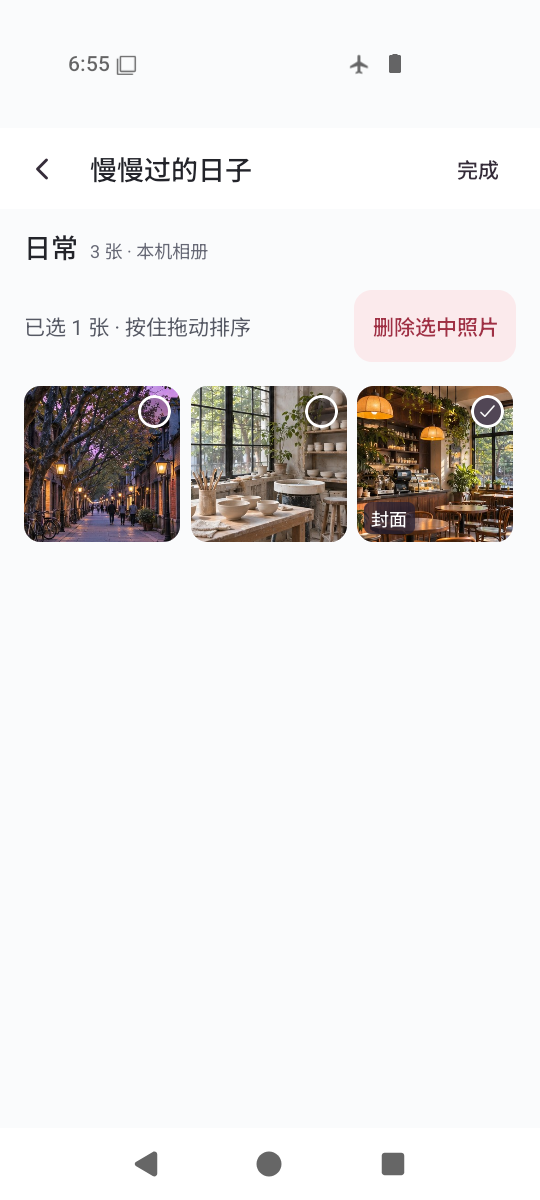 6:55
慢慢过的日子
完成
日常 3 张 · 本机相册
已选 1 张 · 按住拖动排序
删除选中照片
封面